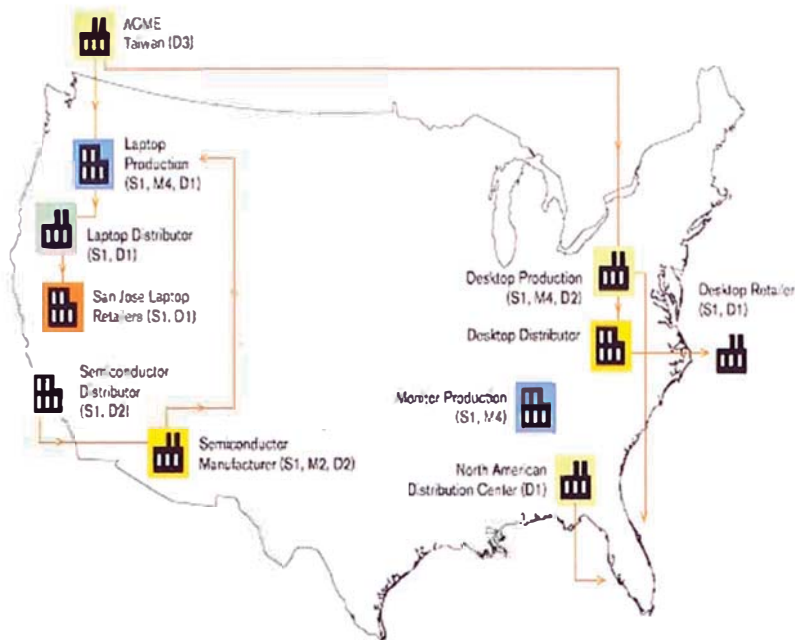 ACME
Taiwan (D3)
Laptop
Production
(S1, M4, D1)
Laptop Distributor
(S1, D1)
San Jose Laptop
Retailers (S1, D1)
Semiconductor
Distributor
(S1, D2)
Semiconductor
Manufacturer (S1, M2, D2)
Desktop Production
(S1, M4, D2)
Desktop Distributor
Desktop Retailer
(S1, D1)
Moniter Production
(S1, M4)
North American
Distribution Center (D1)